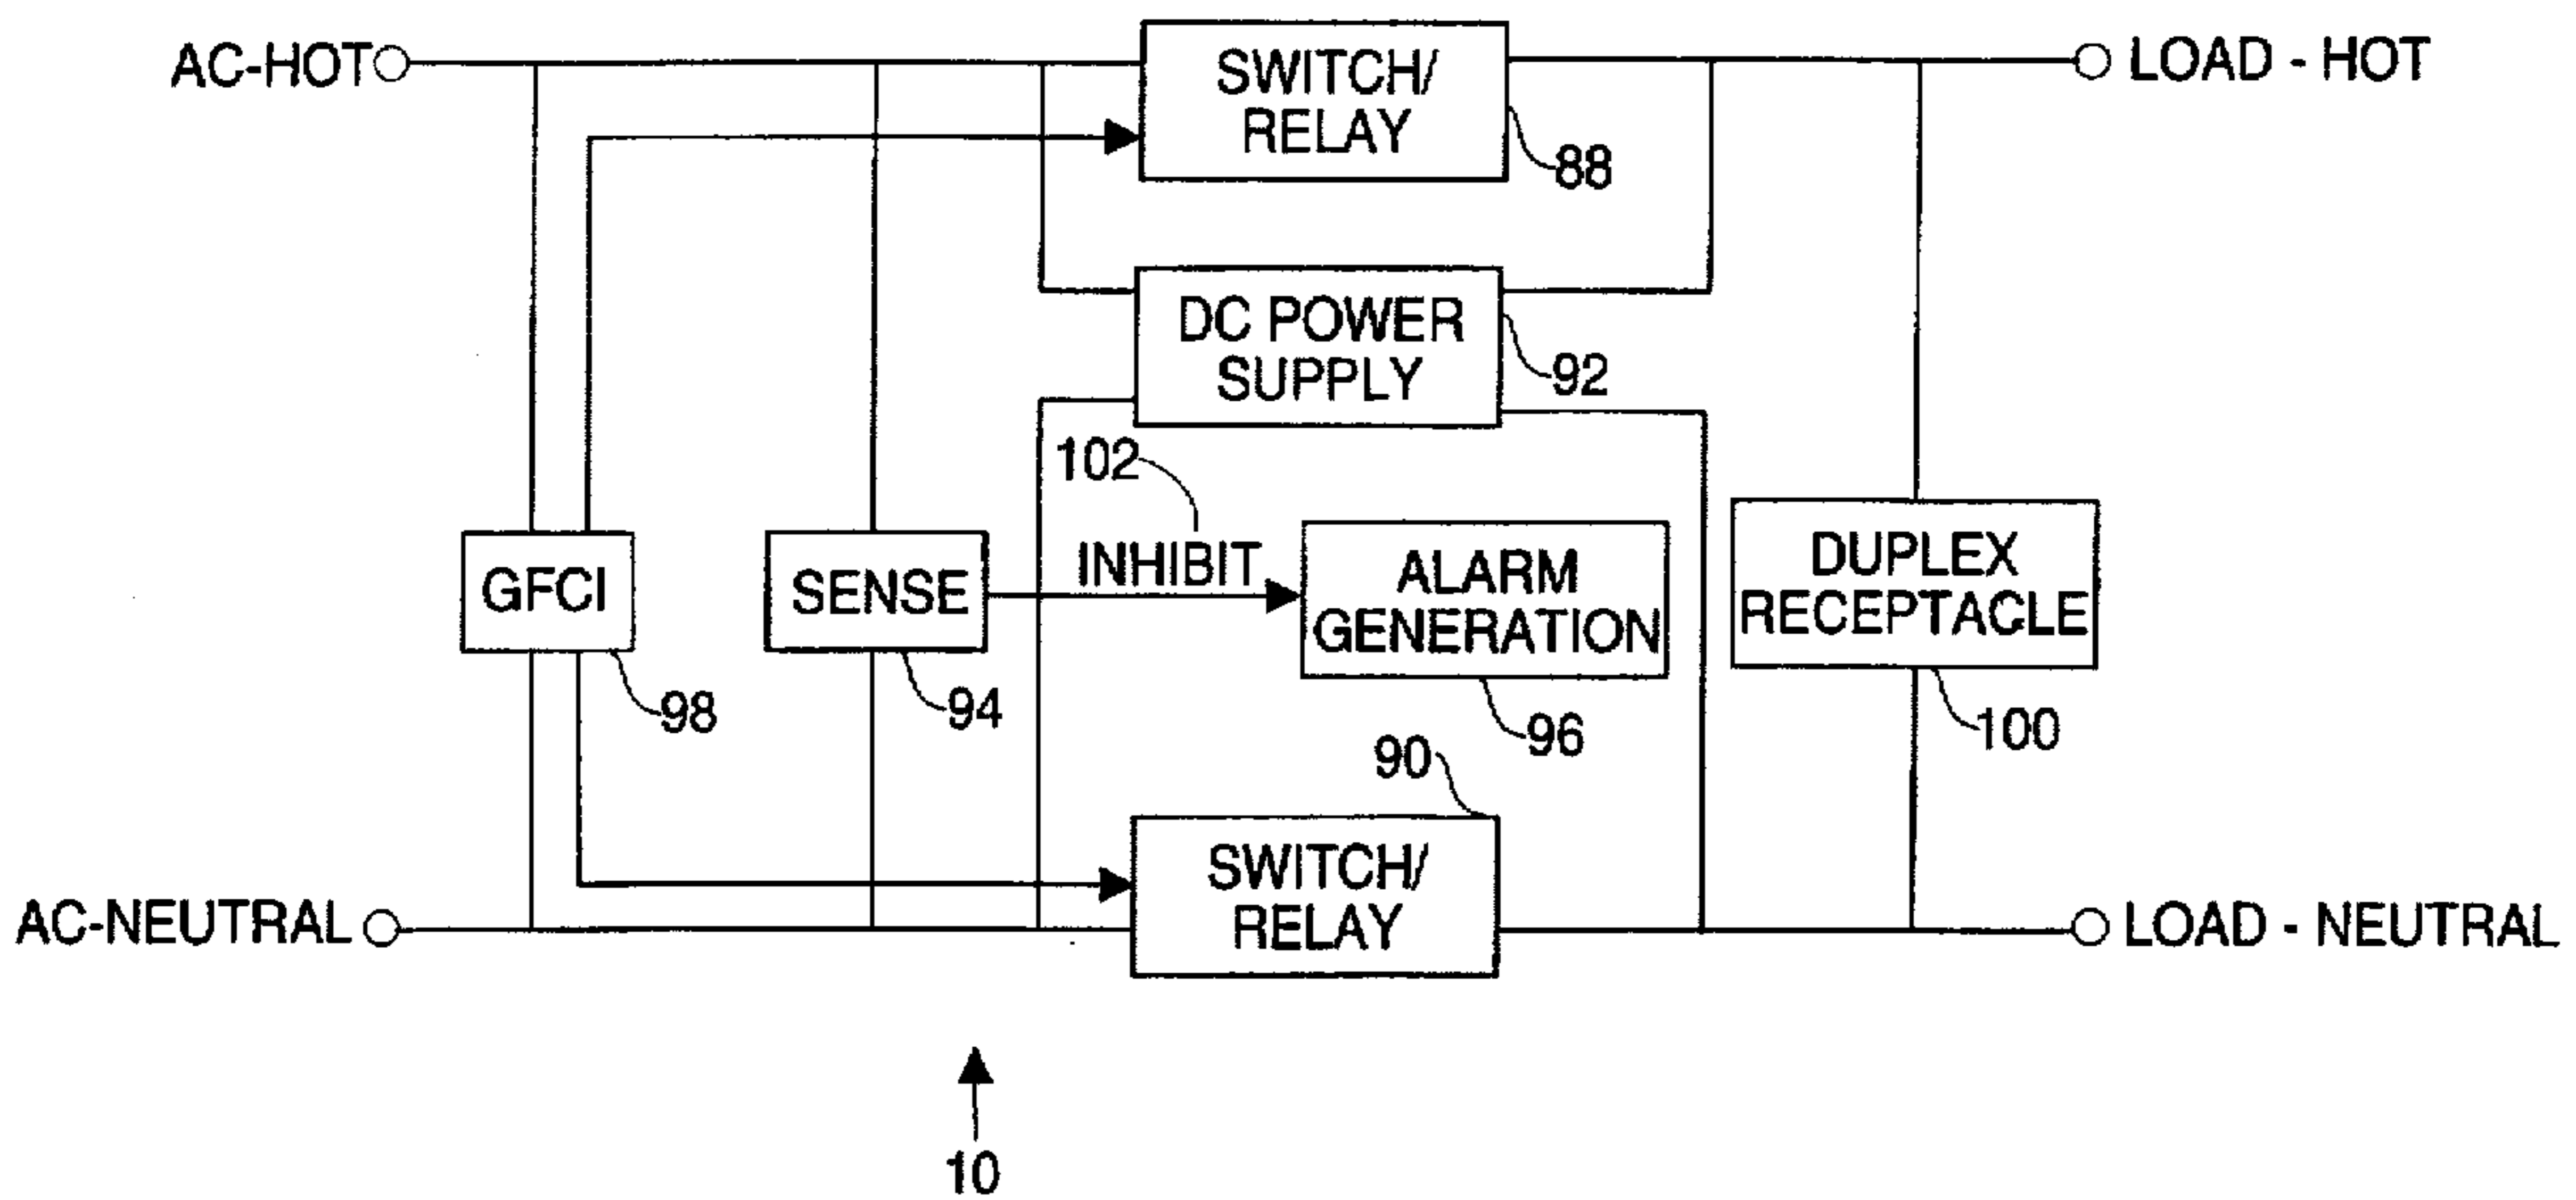 AC-HOT
SWITCH/
RELAY
LOAD - HOT
88
DC POWER
SUPPLY
92
102
INHIBIT
GFCI
SENSE
ALARM
GENERATION
DUPLEX
RECEPTACLE
98
94
96
100
90
SWITCH/
RELAY
AC-NEUTRAL
LOAD - NEUTRAL
10